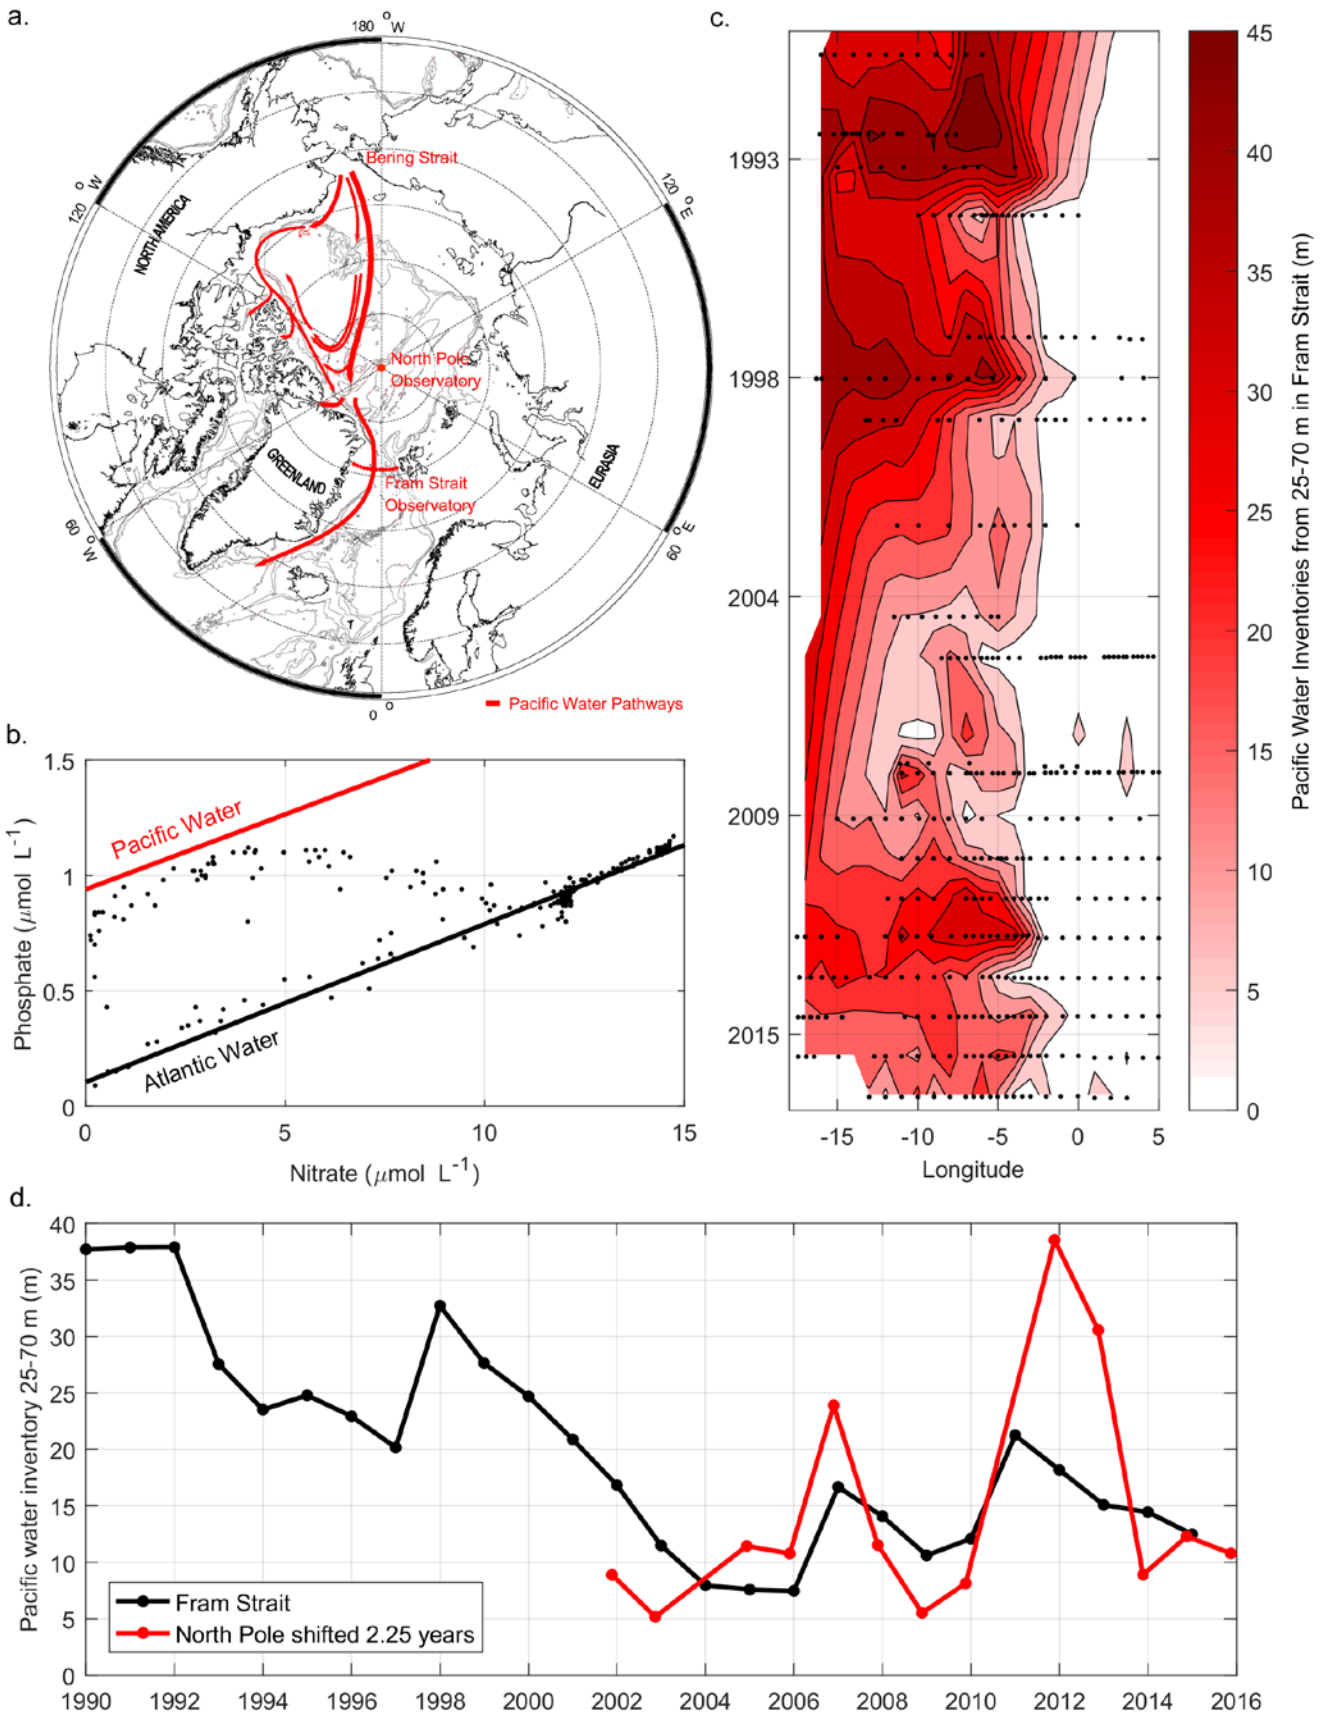 a.
180 °W
120 °W
120 °E
60 °W
60 °E
0 °
NORTH AMERICA
GREENLAND
EURASIA
Bering Strait
North Pole
Observatory
Fram Strait
Observatory
Pacific Water Pathways
b.
1.5
1
0.5
0
0 5 10 15
Phosphate (μmol L⁻¹)
Nitrate (μmol L⁻¹)
Pacific Water
Atlantic Water
c.
1993
1998
2004
2009
2015
-15 -10 -5 0 5
Longitude
45
40
35
30
25
20
15
10
5
0
Pacific Water Inventories from 25-70 m in Fram Strait (m)
d.
40
35
30
25
20
15
10
5
0
Pacific water inventory 25-70 m (m)
Fram Strait
North Pole shifted 2.25 years
1990 1992 1994 1996 1998 2000 2002 2004 2006 2008 2010 2012 2014 2016